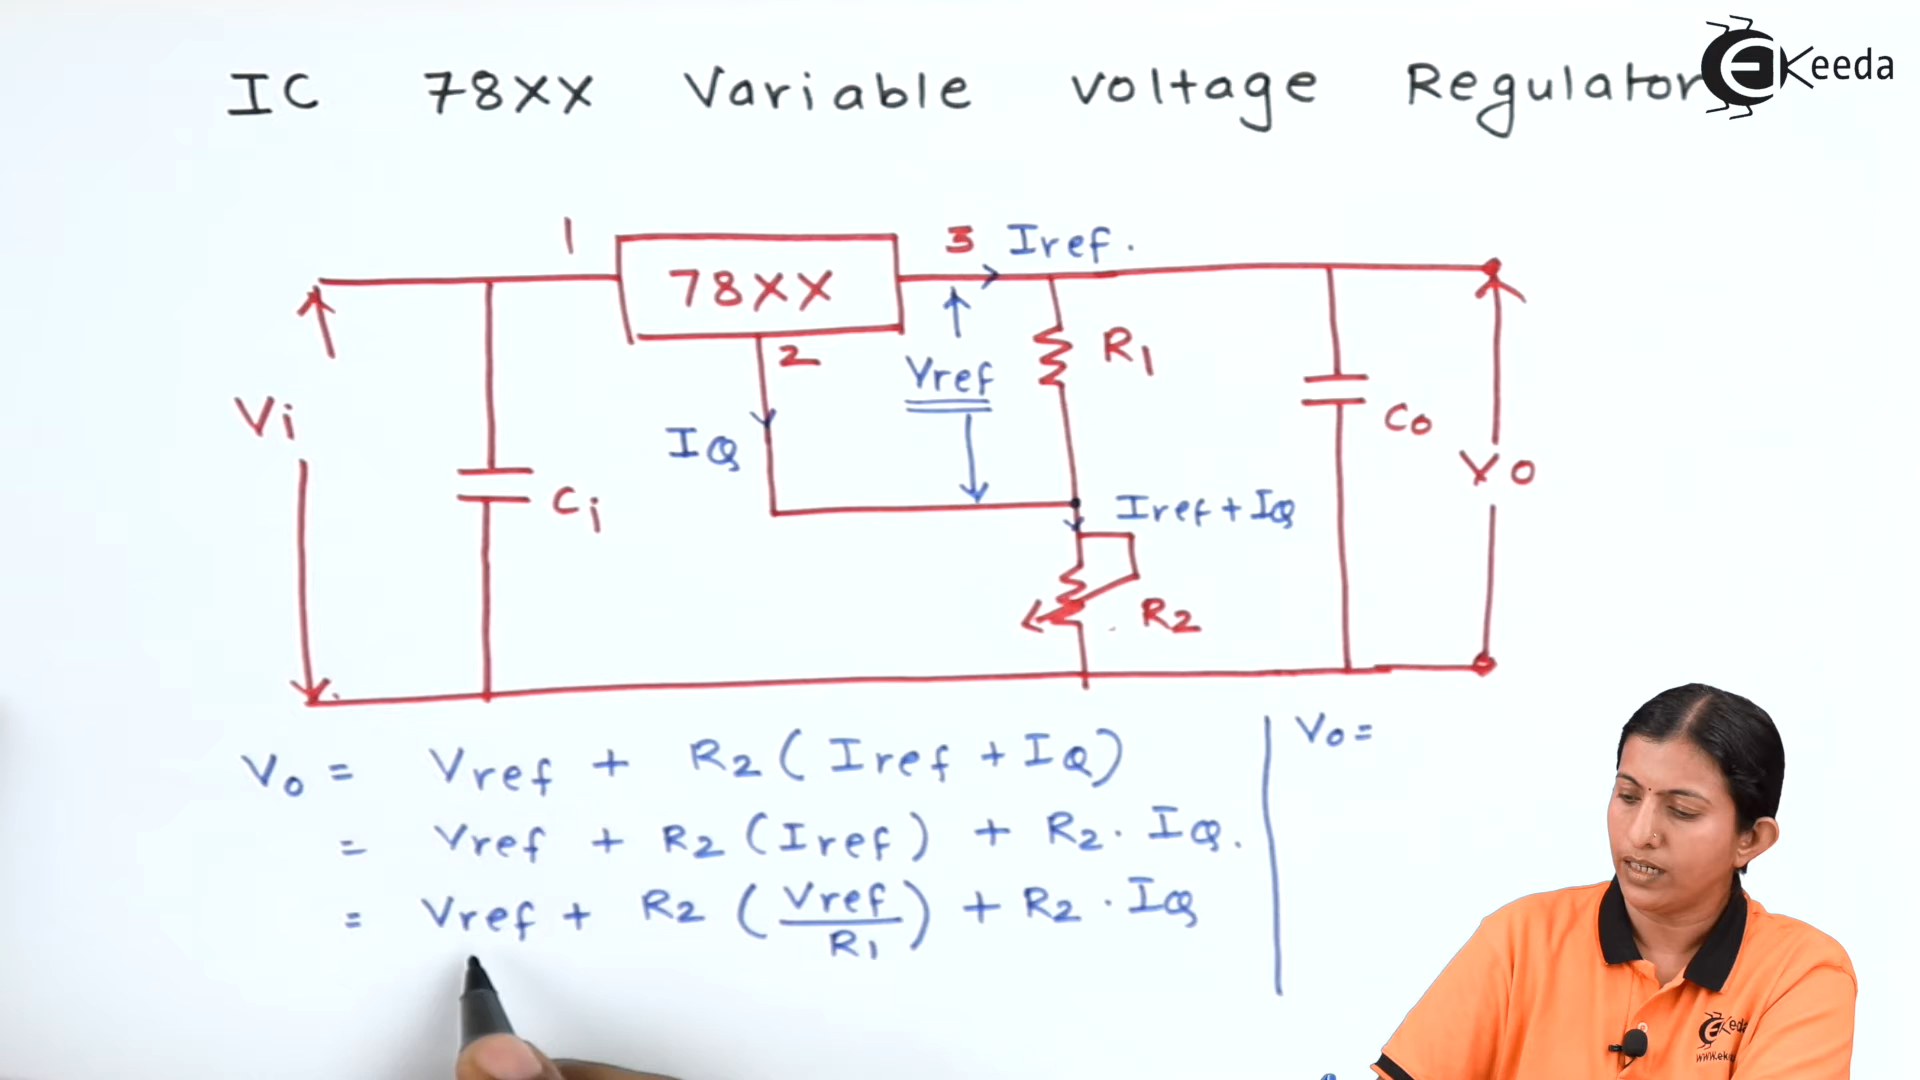 IC 78XX Variable Voltage Regulator
EKeeda
1
78XX
3
Iref.
2
R1
Vref
Vi
IQ
Co
Vo
Ci
Iref + IQ
R2
Vo = Vref + R2 ( Iref + IQ )
= Vref + R2 ( Iref ) + R2 . IQ.
= Vref + R2 ( Vref / R1 ) + R2 . IQ
Vo =